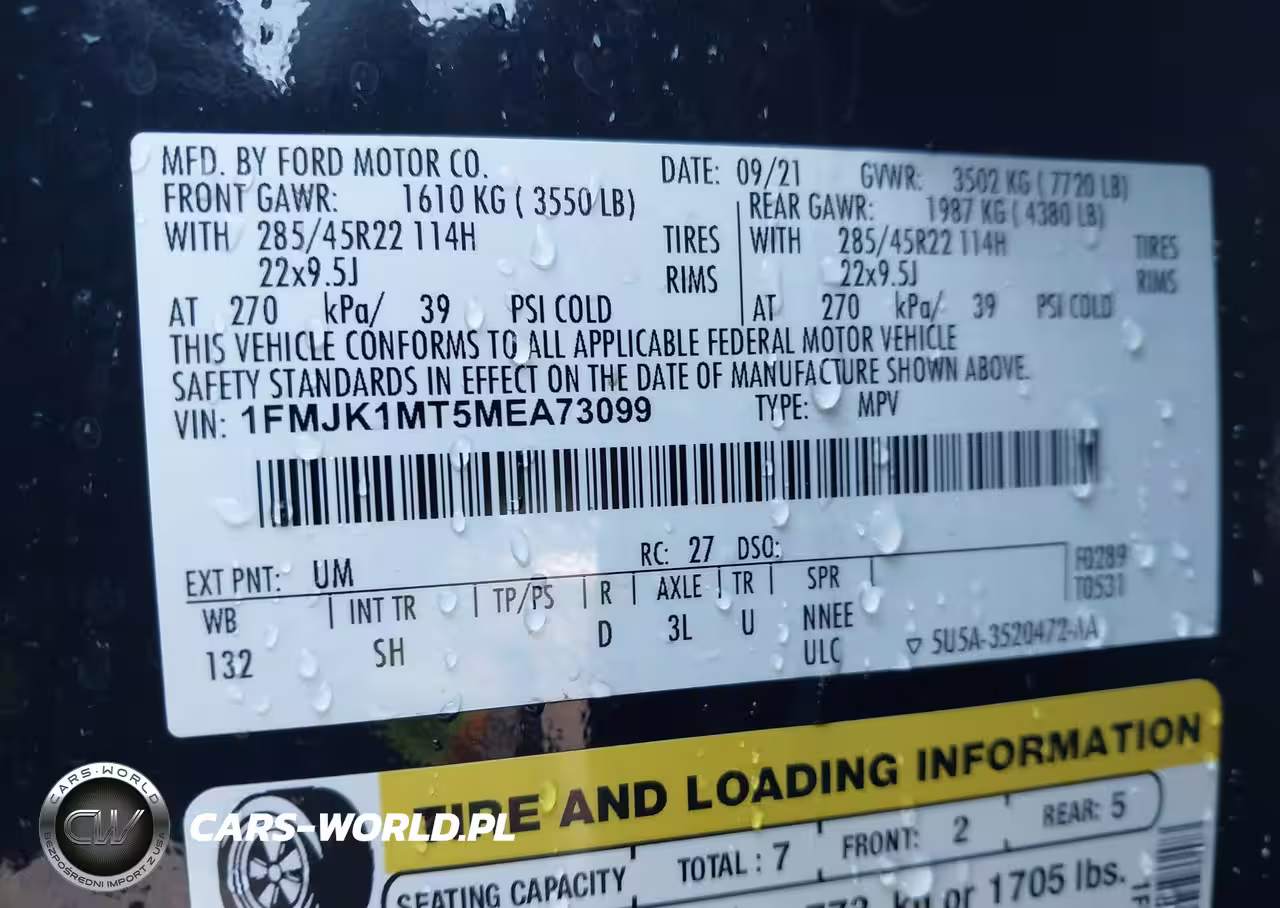 MFD. BY FORD MOTOR CO. DATE: 09/21 GVWR: 3502 KG ( 7720 LB)
FRONT GAWR: 1610 KG ( 3550 LB) REAR GAWR: 1987 KG ( 4380 LB)
WITH 285/45R22 114H TIRES WITH 285/45R22 114H TIRES
22x9.5J RIMS 22x9.5J RIMS
AT 270 kPa/ 39 PSI COLD AT 270 kPa/ 39 PSI COLD
THIS VEHICLE CONFORMS TO ALL APPLICABLE FEDERAL MOTOR VEHICLE
SAFETY STANDARDS IN EFFECT ON THE DATE OF MANUFACTURE SHOWN ABOVE.
VIN: 1FMJK1MT5MEA73099 TYPE: MPV
EXT PNT: UM RC: 27 DSO: F0289
WB INT TR TP/PS R AXLE TR SPR T0531
132 SH D 3L U NNEE
ULC 5U5A-3520472-AA
TIRE AND LOADING INFORMATION
SEATING CAPACITY TOTAL : 7 FRONT: 2 REAR: 5
kg or 1705 lbs.
CARS-WORLD
CW
BEZPOŚREDNI IMPORT Z USA
CARS-WORLD.PL